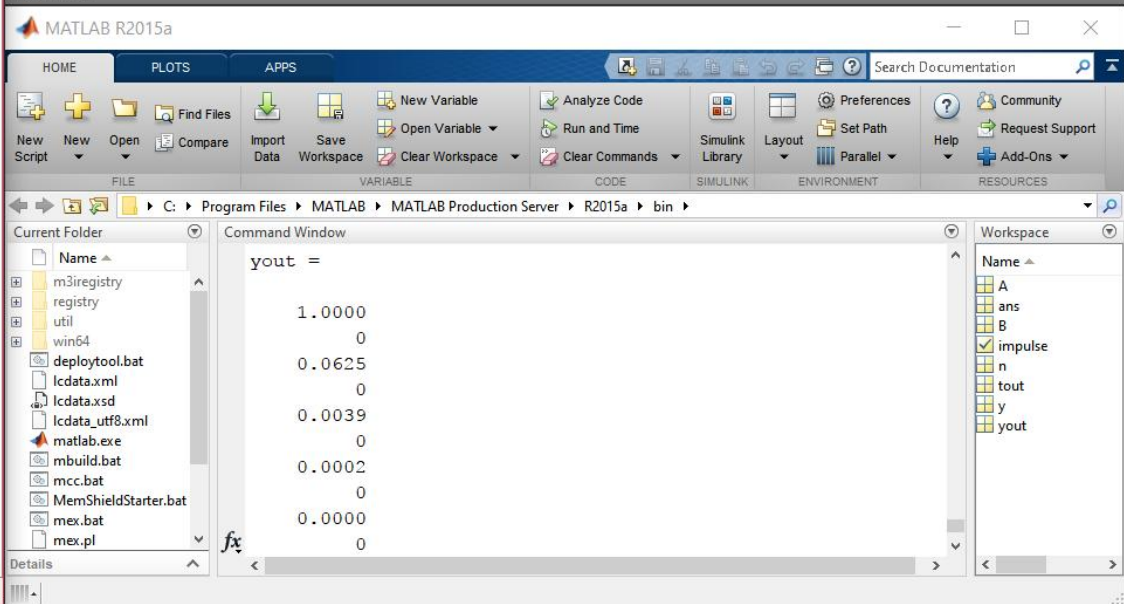 MATLAB R2015a
HOME PLOTS APPS Search Documentation
New Script New Open Find Files Compare Import Data Save Workspace New Variable Open Variable Clear Workspace Analyze Code Run and Time Clear Commands Simulink Library Layout Preferences Set Path Parallel Help Community Request Support Add-Ons
FILE VARIABLE CODE SIMULINK ENVIRONMENT RESOURCES
C: Program Files MATLAB MATLAB Production Server R2015a bin
Current Folder
Name
m3iregistry
registry
util
win64
deploytool.bat
lcdata.xml
lcdata.xsd
lcdata_utf8.xml
matlab.exe
mbuild.bat
mcc.bat
MemShieldStarter.bat
mex.bat
mex.pl
Details
Command Window
yout =
1.0000
0
0.0625
0
0.0039
0
0.0002
0
0.0000
0
fx
Workspace
Name
A
ans
B
impulse
n
tout
y
yout